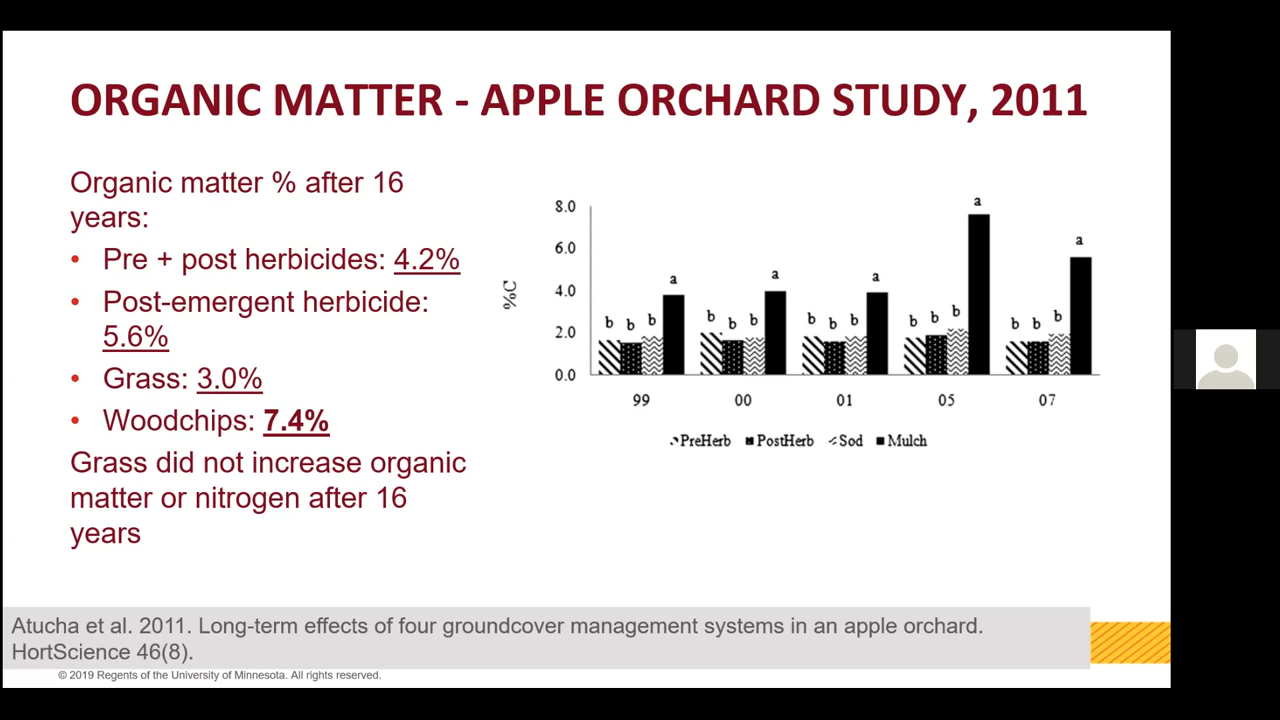 ORGANIC MATTER - APPLE ORCHARD STUDY, 2011
Organic matter % after 16
years:
• Pre + post herbicides: 4.2%
• Post-emergent herbicide:
5.6%
• Grass: 3.0%
• Woodchips: 7.4%
Grass did not increase organic
matter or nitrogen after 16
years
%C
8.0
6.0
4.0
2.0
0.0
b b b a
b b b a
b b b a
b b b a
b b b a
99 00 01 05 07
PreHerb PostHerb Sod Mulch
Atucha et al. 2011. Long-term effects of four groundcover management systems in an apple orchard.
HortScience 46(8).
© 2019 Regents of the University of Minnesota. All rights reserved.